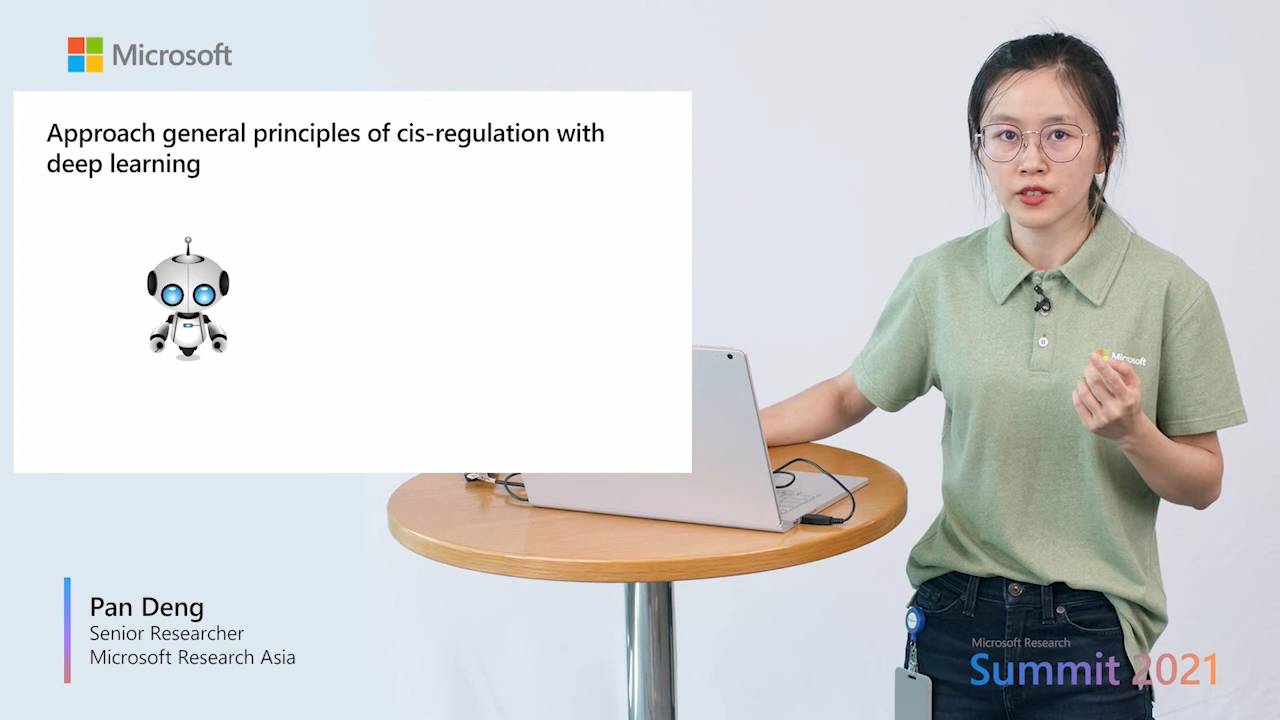 Microsoft
Approach general principles of cis-regulation with
deep learning
Microsoft
Pan Deng
Senior Researcher
Microsoft Research Asia
Microsoft Research
Summit 2021